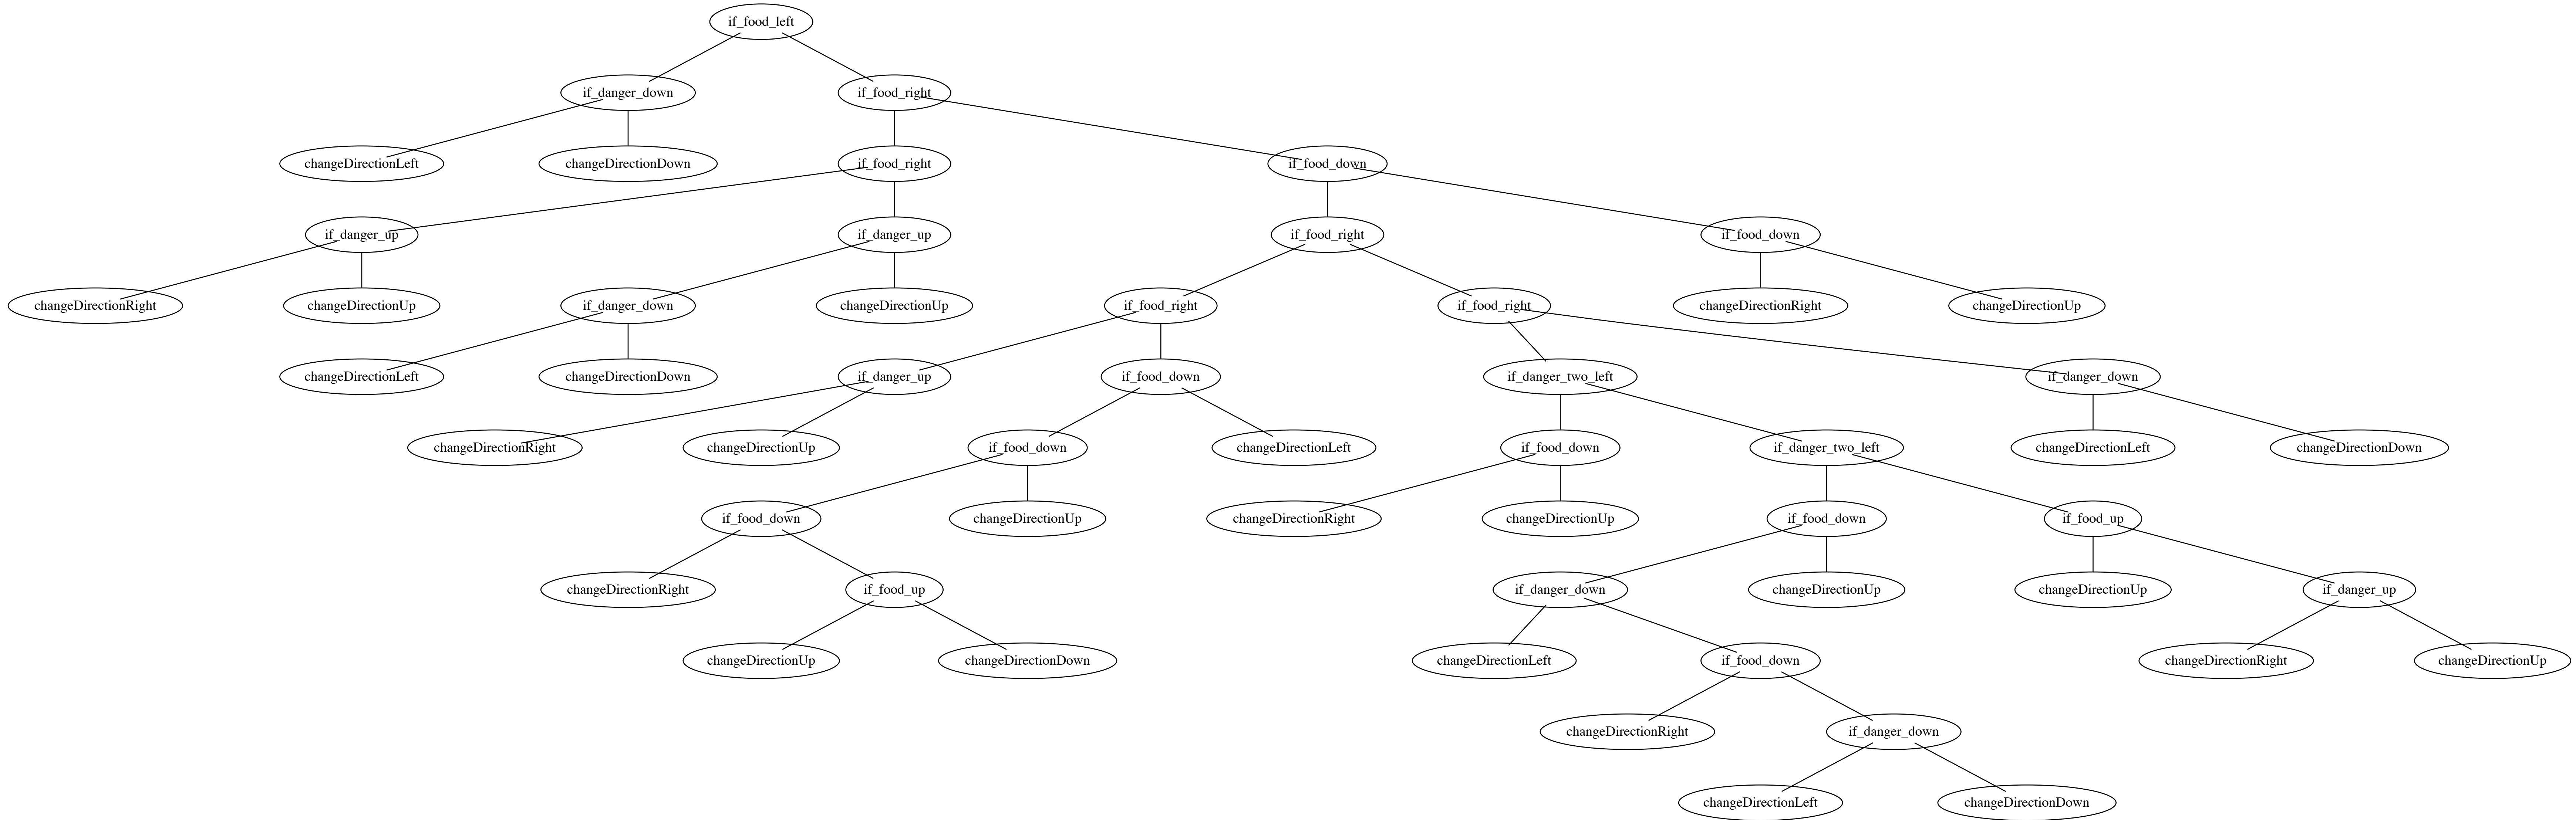 if_food_left
if_danger_down
if_food_right
changeDirectionLeft
changeDirectionDown
if_food_right
if_food_down
if_danger_up
if_danger_up
if_food_right
if_food_down
changeDirectionRight
changeDirectionUp
if_danger_down
changeDirectionUp
if_food_right
if_food_right
changeDirectionRight
changeDirectionUp
changeDirectionLeft
changeDirectionDown
if_danger_up
if_food_down
if_danger_two_left
if_danger_down
changeDirectionRight
changeDirectionUp
if_food_down
changeDirectionLeft
if_food_down
if_danger_two_left
changeDirectionLeft
changeDirectionDown
if_food_down
changeDirectionUp
changeDirectionRight
changeDirectionUp
if_food_down
if_food_up
changeDirectionRight
if_food_up
if_danger_down
changeDirectionUp
changeDirectionUp
if_danger_up
changeDirectionUp
changeDirectionDown
changeDirectionLeft
if_food_down
changeDirectionRight
changeDirectionUp
changeDirectionRight
if_danger_down
changeDirectionLeft
changeDirectionDown